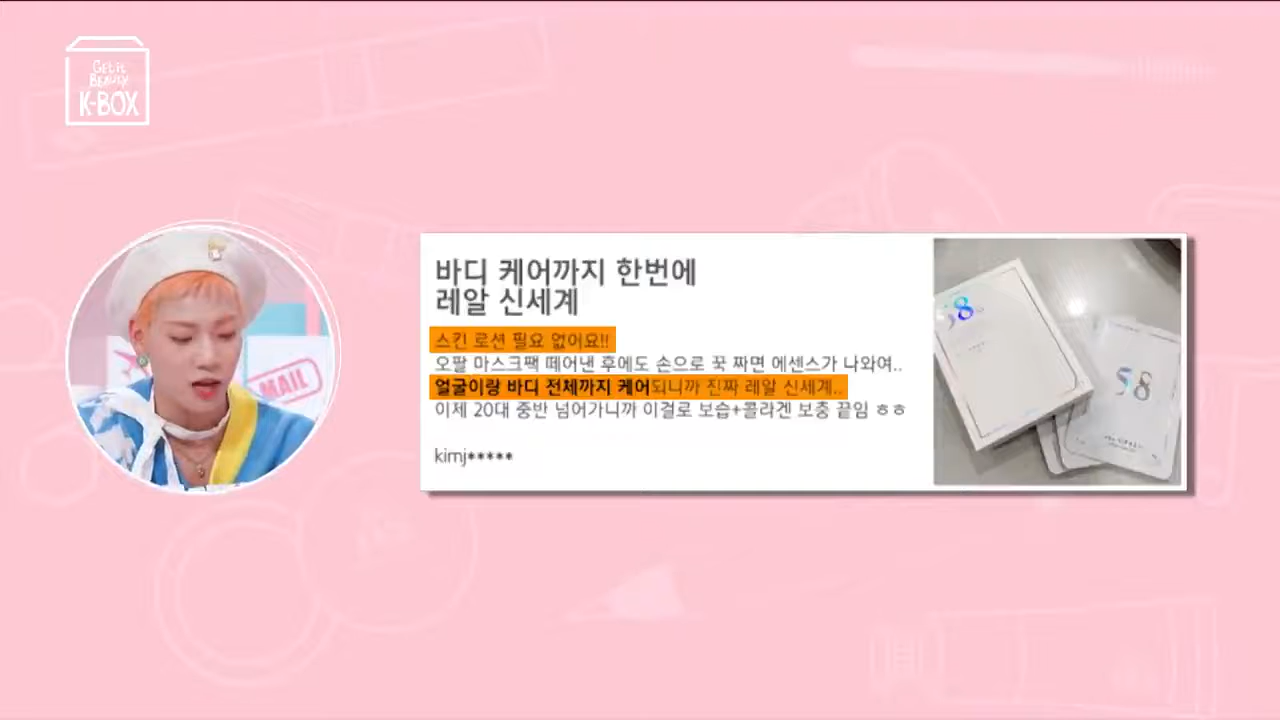 GET IT
BEAUTY
K-BOX
바디 케어까지 한번에
레알 신세계
스킨 로션 필요 없어요!!
오팔 마스크팩 떼어낸 후에도 손으로 꾹 짜면 에센스가 나와여..
얼굴이랑 바디 전체까지 케어되니까 진짜 레알 신세계..
이제 20대 중반 넘어가니까 이걸로 보습+콜라겐 보충 끝임 ㅎㅎ
kimj*****
58
58
MAIL